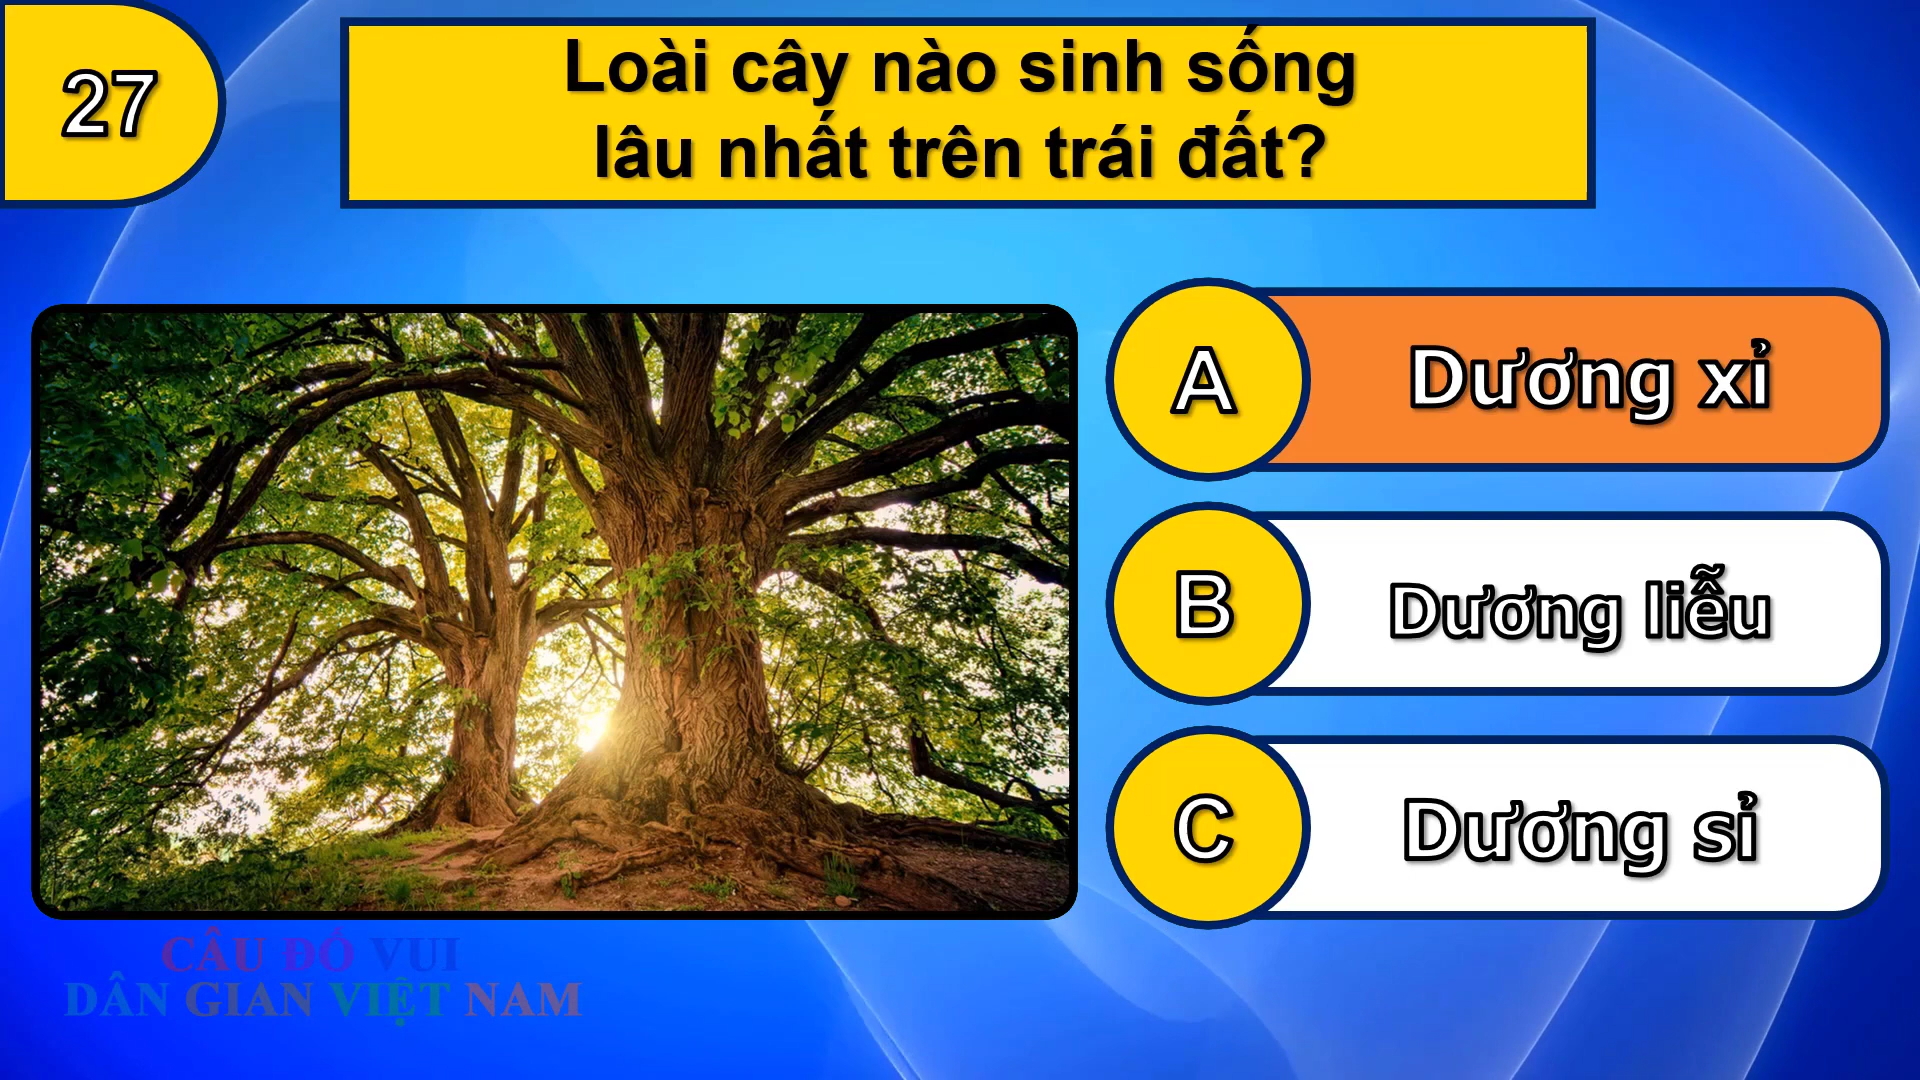 27
Loài cây nào sinh sống
lâu nhất trên trái đất?
A
Dương xỉ
B
Dương liễu
C
Dương sỉ
CÂU ĐỐ VUI
DÂN GIAN VIỆT NAM